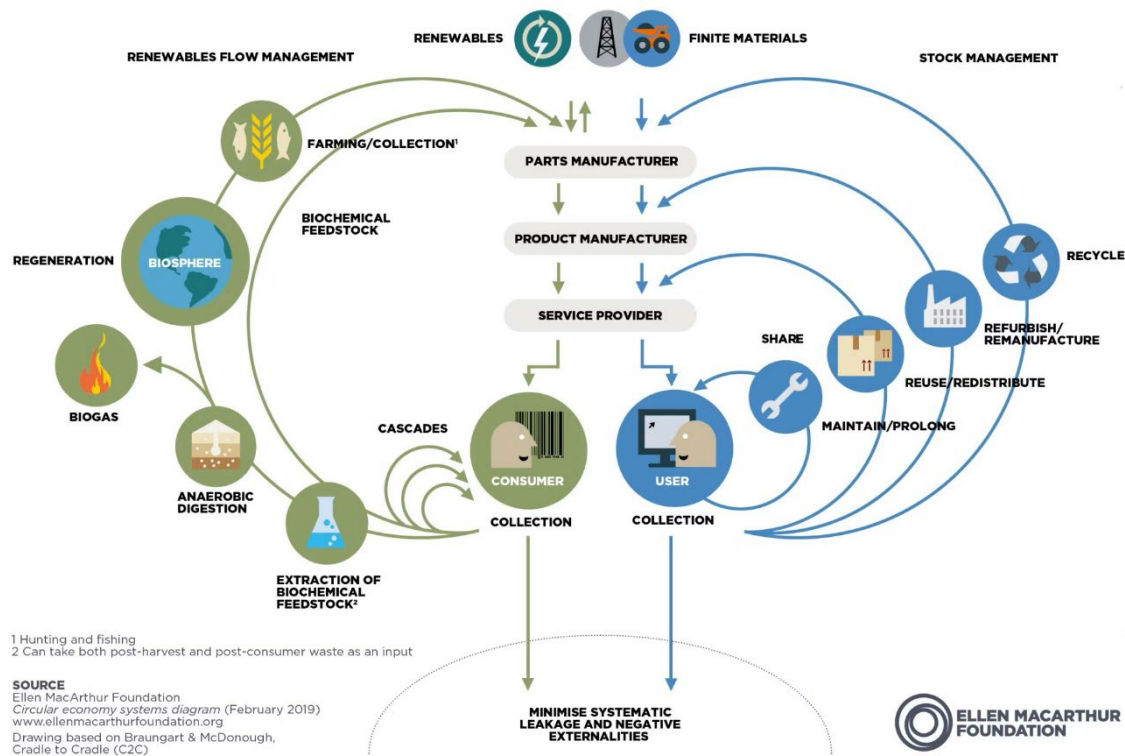 RENEWABLES
FINITE MATERIALS
RENEWABLES FLOW MANAGEMENT
STOCK MANAGEMENT
FARMING/COLLECTION¹
PARTS MANUFACTURER
BIOCHEMICAL
FEEDSTOCK
PRODUCT MANUFACTURER
REGENERATION
BIOSPHERE
RECYCLE
SERVICE PROVIDER
SHARE
REFURBISH/
REMANUFACTURE
REUSE/REDISTRIBUTE
BIOGAS
CASCADES
MAINTAIN/PROLONG
ANAEROBIC
DIGESTION
CONSUMER
USER
COLLECTION
COLLECTION
EXTRACTION OF
BIOCHEMICAL
FEEDSTOCK²
1 Hunting and fishing
2 Can take both post-harvest and post-consumer waste as an input
SOURCE
Ellen MacArthur Foundation
Circular economy systems diagram (February 2019)
www.ellenmacarthurfoundation.org
Drawing based on Braungart & McDonough,
Cradle to Cradle (C2C)
MINIMISE SYSTEMATIC
LEAKAGE AND NEGATIVE
EXTERNALITIES
ELLEN MACARTHUR
FOUNDATION